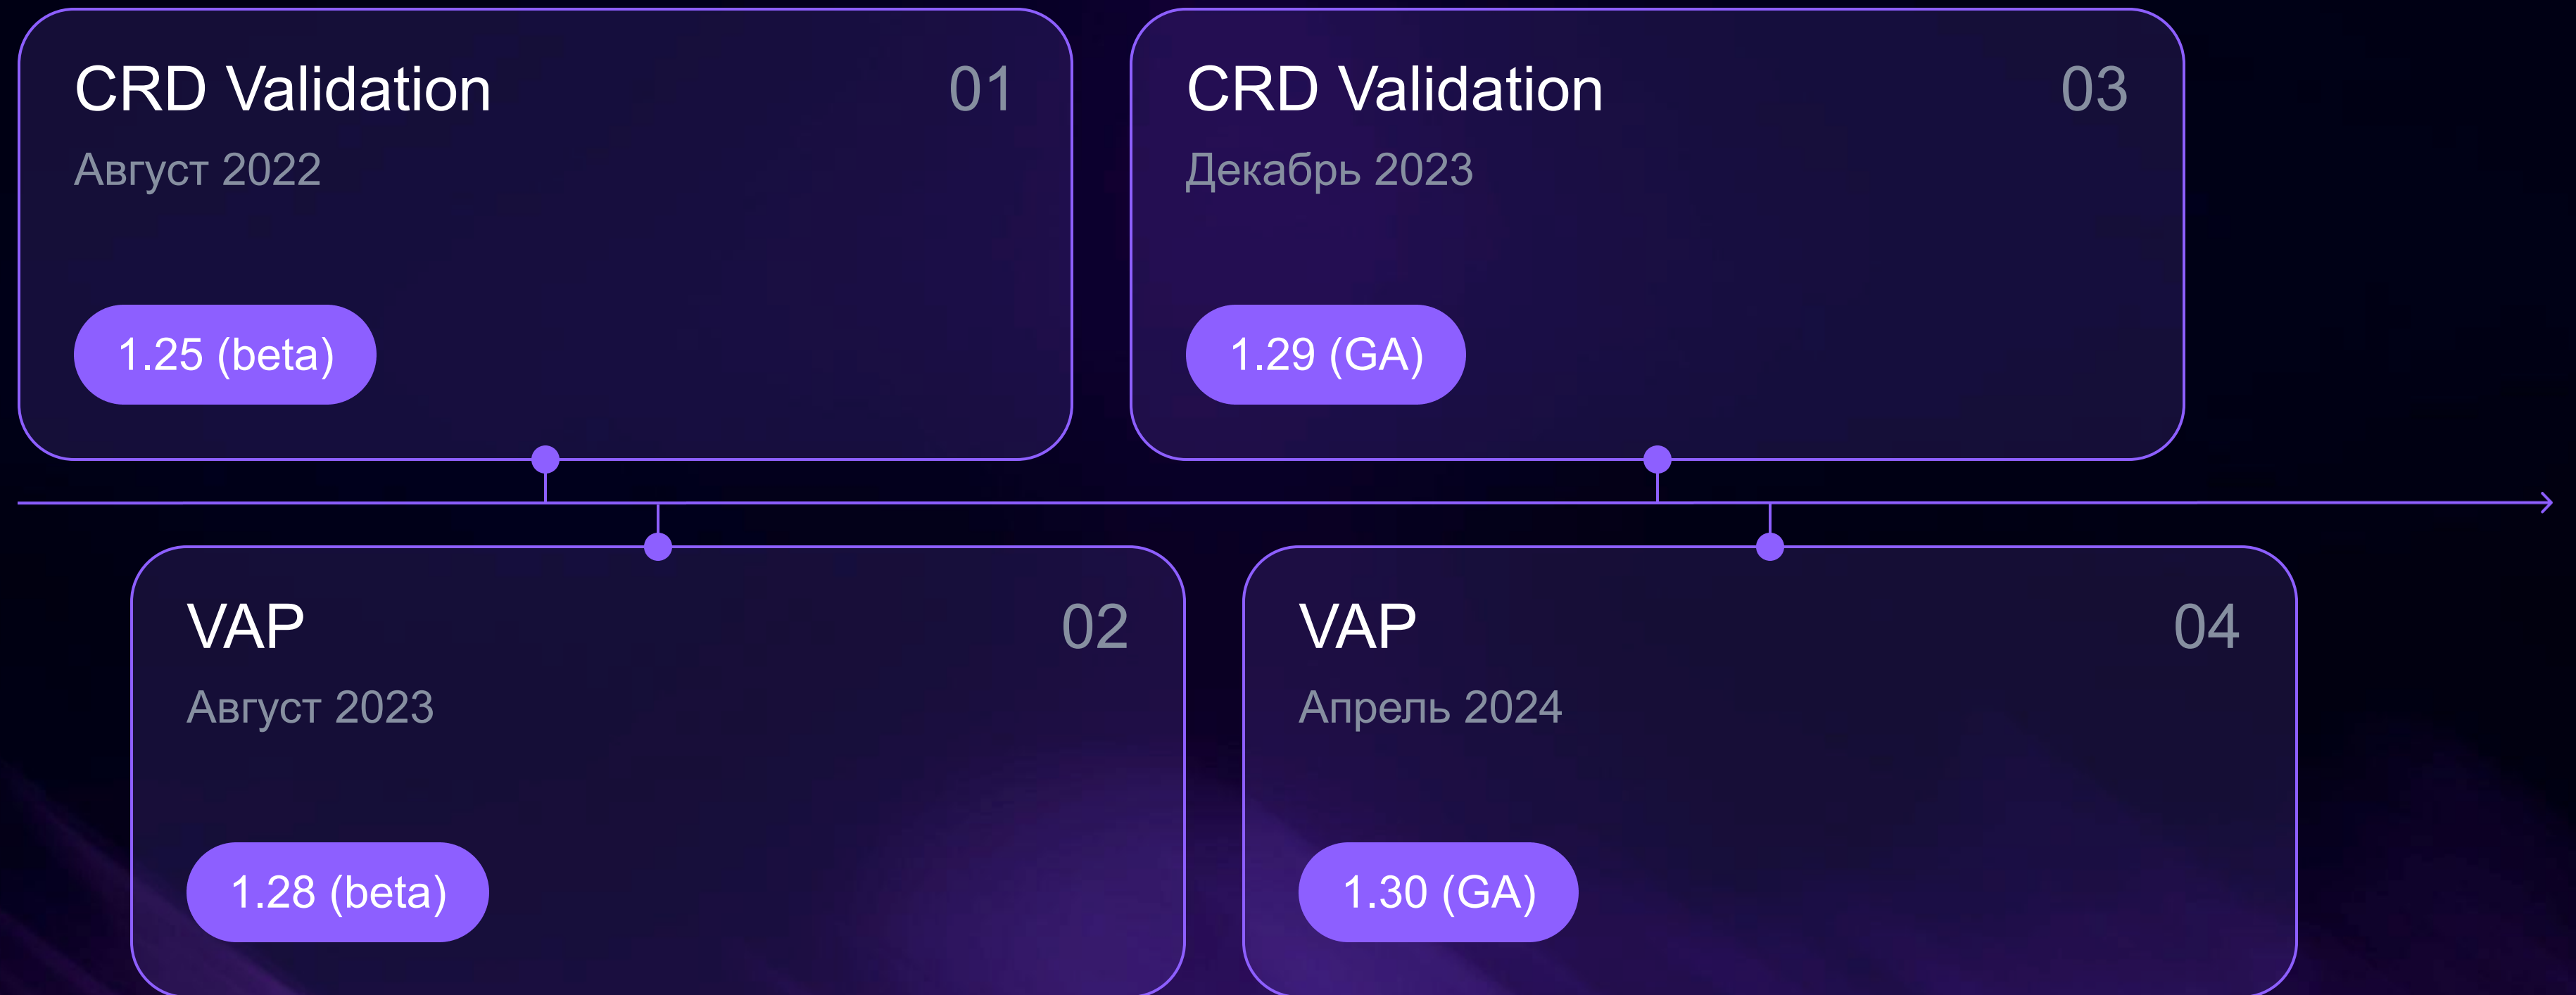 CRD Validation
01
Август 2022
1.25 (beta)
VAP
02
Август 2023
1.28 (beta)
CRD Validation
03
Декабрь 2023
1.29 (GA)
VAP
04
Апрель 2024
1.30 (GA)